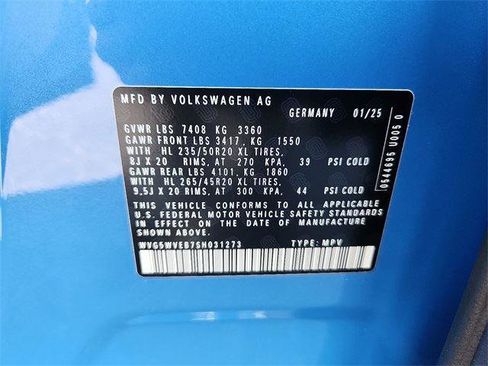 MFD BY VOLKSWAGEN AG
GERMANY 01/25
GVWR LBS 7408 KG 3360
GAWR FRONT LBS 3417, KG 1550
WITH HL 235/50R20 XL TIRES,
8J X 20 RIMS, AT 270 KPA, 39 PSI COLD
GAWR REAR LBS 4101, KG 1860
WITH HL 265/45R20 XL TIRES,
9,5J X 20 RIMS, AT 300 KPA, 44 PSI COLD
THIS VEHICLE CONFORMS TO ALL APPLICABLE
U.S. FEDERAL MOTOR VEHICLE SAFETY STANDARDS
IN EFFECT ON THE DATE OF MANUFACTURE
SHOWN ABOVE
WVG5WVEB7SH031273 TYPE: MPV
0544695 U005 0